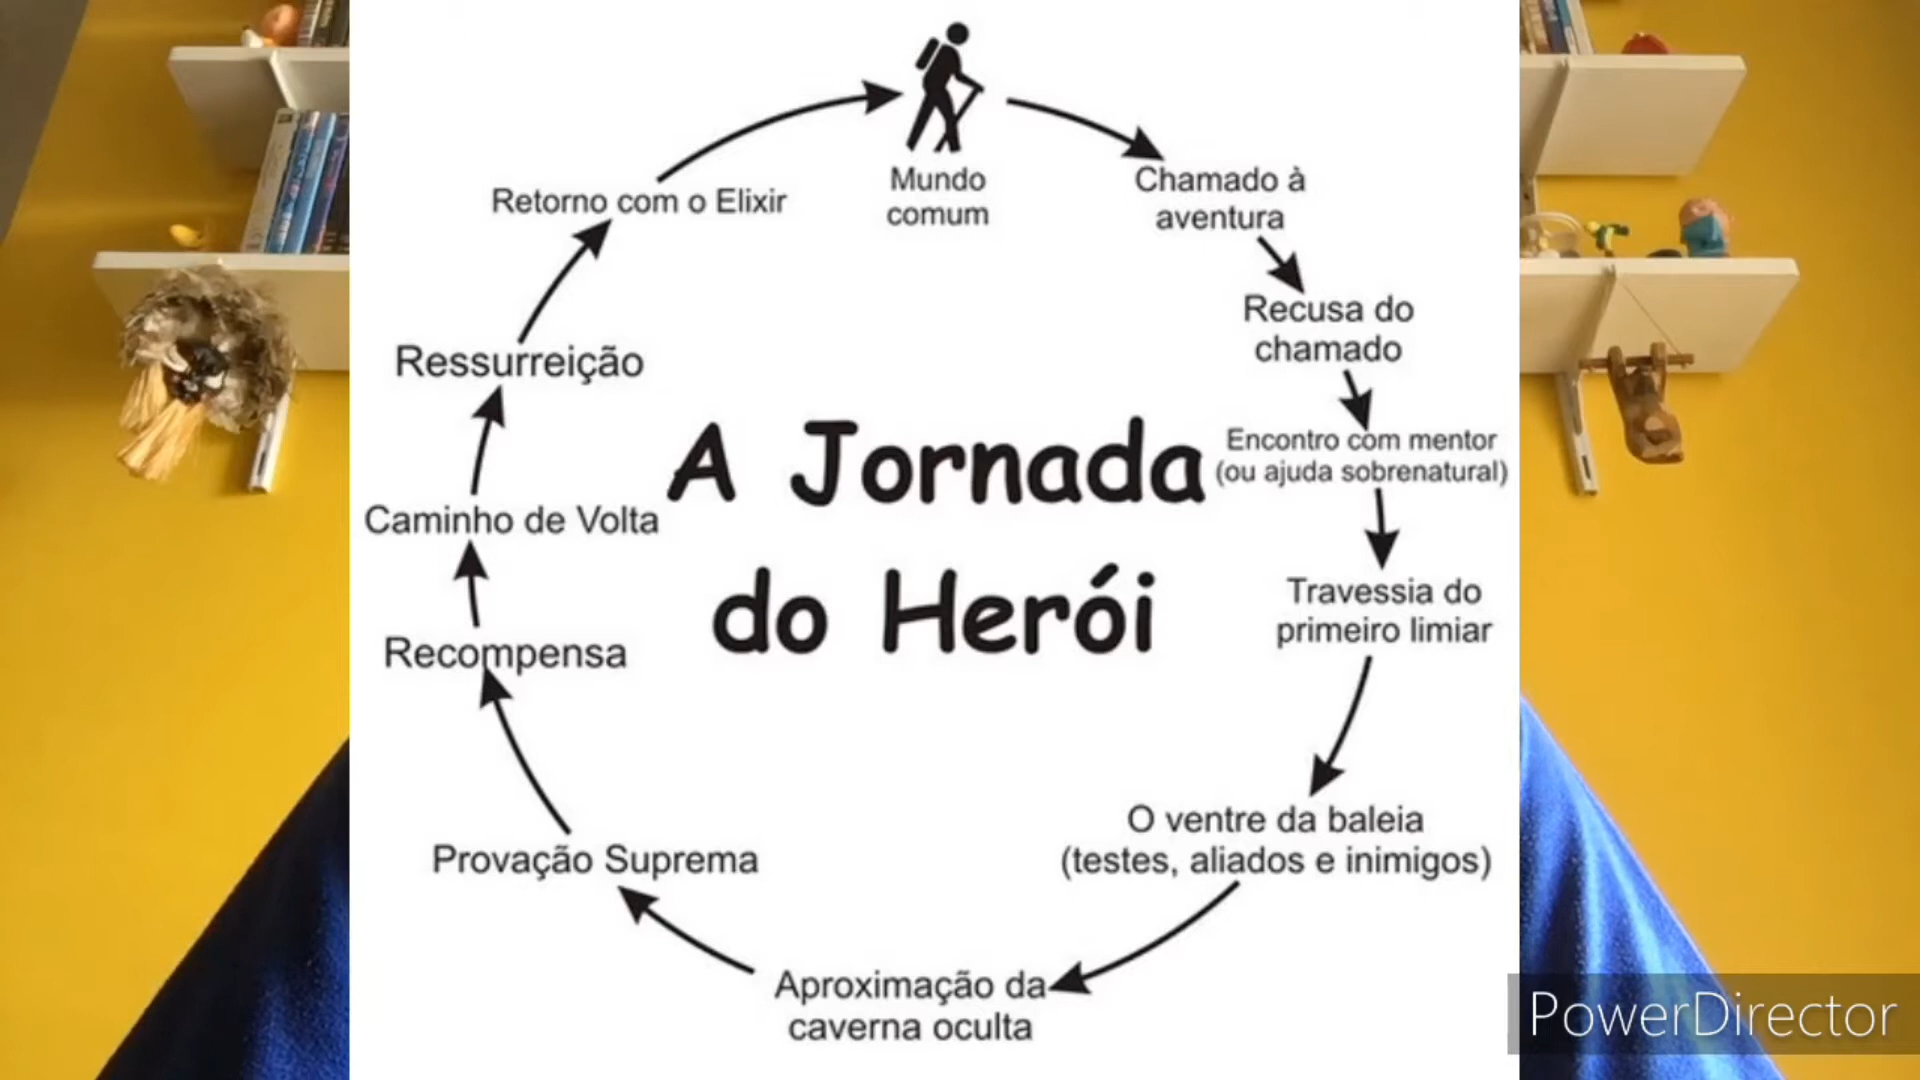 Mundo
comum
Chamado à
aventura
Recusa do
chamado
Encontro com mentor
(ou ajuda sobrenatural)
Travessia do
primeiro limiar
O ventre da baleia
(testes, aliados e inimigos)
Aproximação da
caverna oculta
Provação Suprema
Recompensa
Caminho de Volta
Ressurreição
Retorno com o Elixir
A Jornada
do Herói
PowerDirector